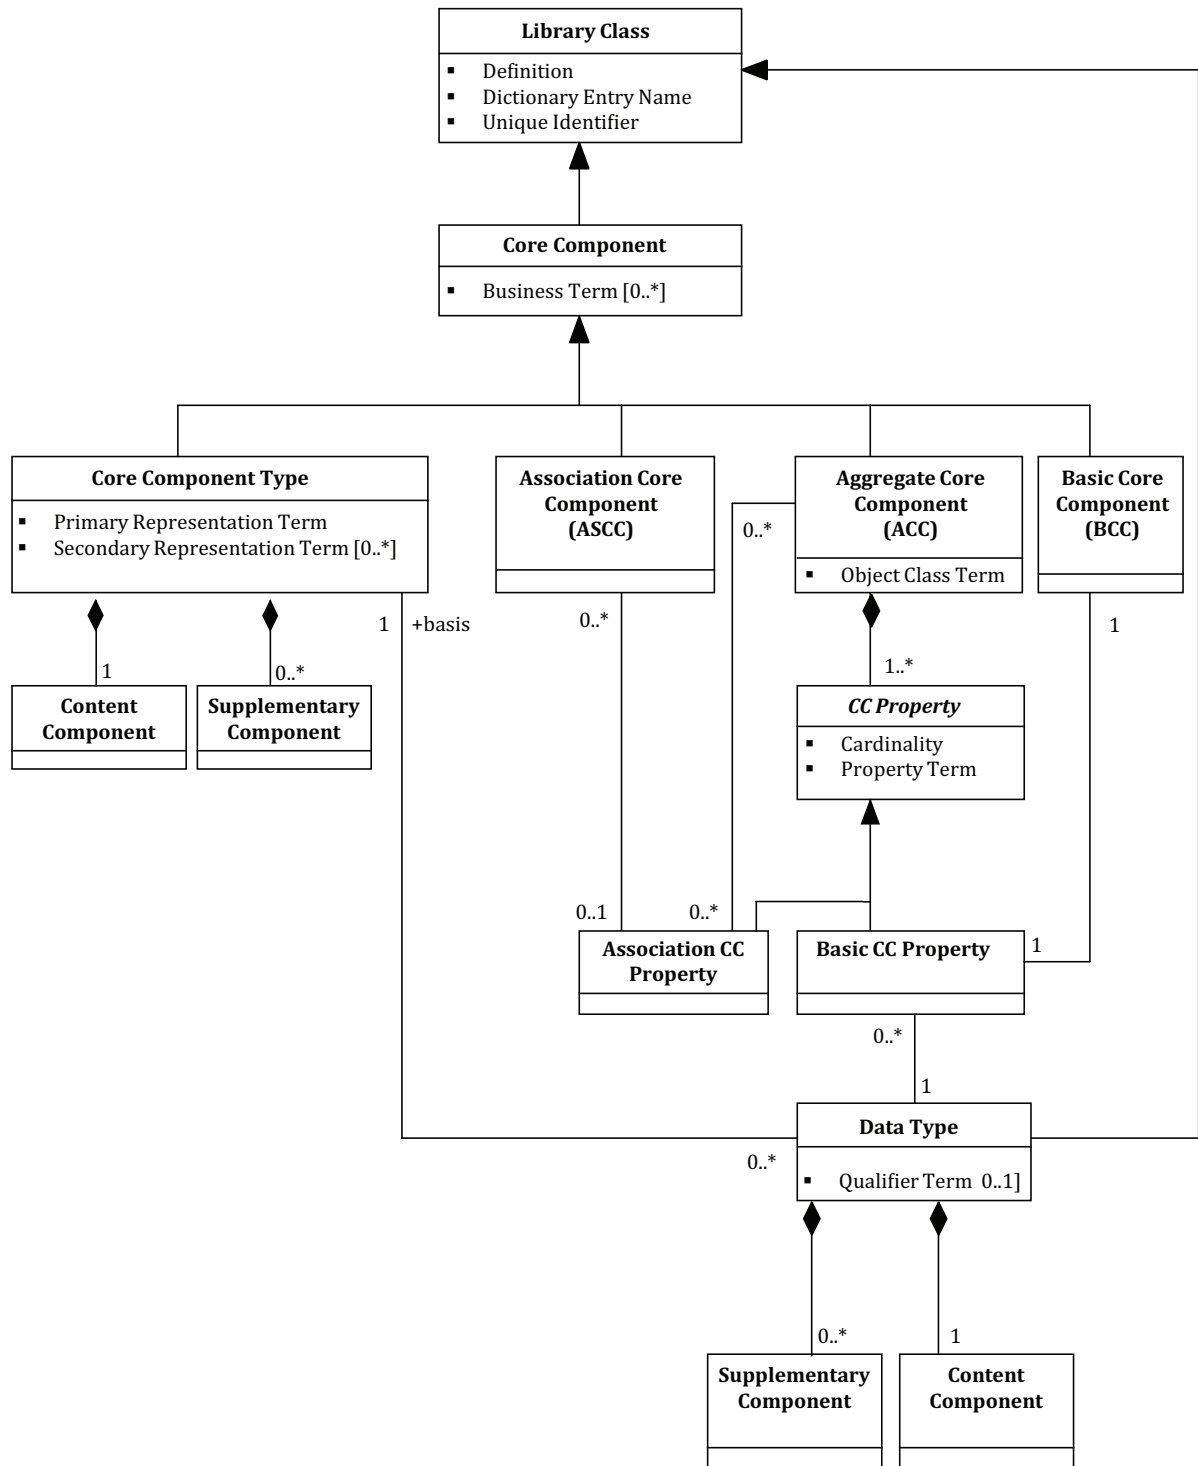 Library Class
▪ Definition
▪ Dictionary Entry Name
▪ Unique Identifier
Core Component
▪ Business Term [0..*]
Core Component Type
▪ Primary Representation Term
▪ Secondary Representation Term [0..*]
Association Core
Component
(ASCC)
Aggregate Core
Component
(ACC)
▪ Object Class Term
Basic Core
Component
(BCC)
0..*
1 +basis
0..*
1
1
0..*
1..*
Content
Component
Supplementary
Component
CC Property
▪ Cardinality
▪ Property Term
0..1
0..*
Association CC
Property
Basic CC Property
1
0..*
1
Data Type
▪ Qualifier Term 0..1]
0..*
0..*
1
Supplementary
Component
Content
Component